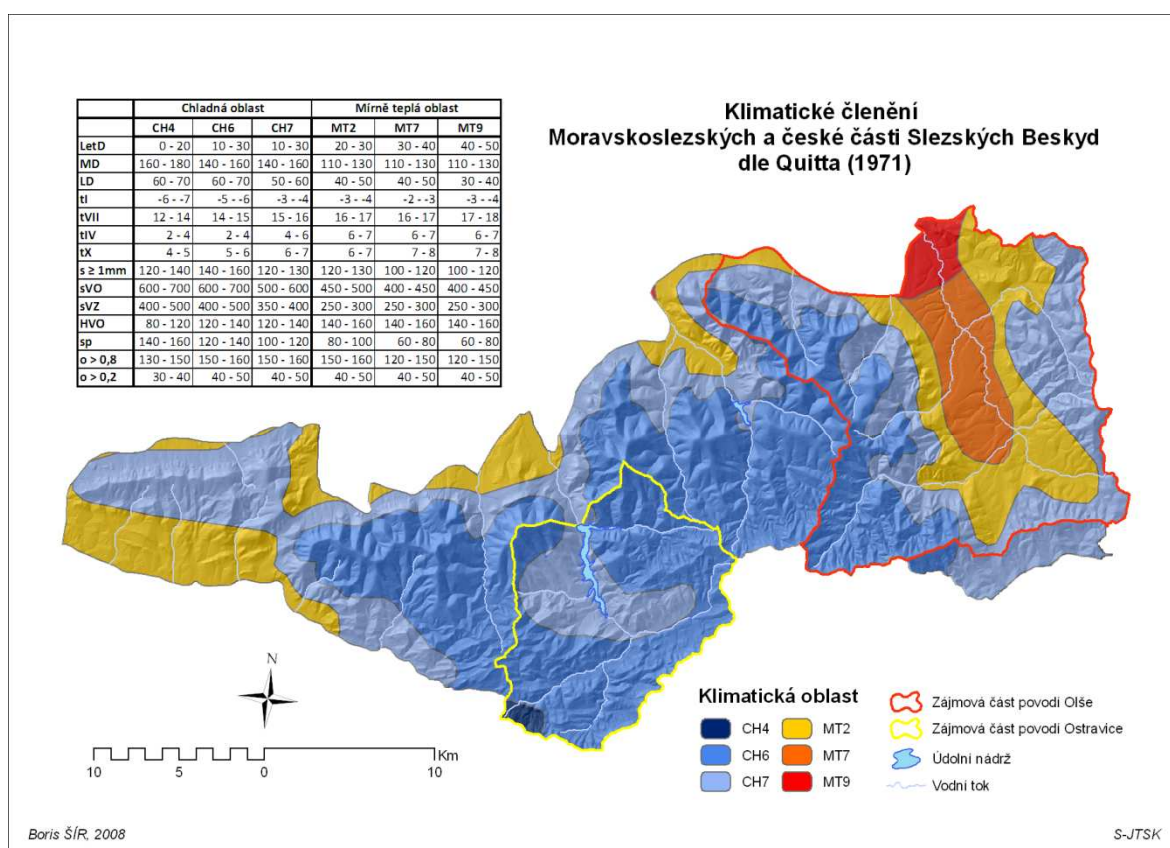 Klimatické členění
Moravskoslezských a české části Slezských Beskyd
dle Quitta (1971)
Chladná oblast Mírně teplá oblast
CH4 CH6 CH7 MT2 MT7 MT9
LetD 0 - 20 10 - 30 10 - 30 20 - 30 30 - 40 40 - 50
MD 160 - 180 140 - 160 140 - 160 110 - 130 110 - 130 110 - 130
LD 60 - 70 60 - 70 50 - 60 40 - 50 40 - 50 30 - 40
tI -6 - -7 -5 - -6 -3 - -4 -3 - -4 -2 - -3 -3 - -4
tVII 12 - 14 14 - 15 15 - 16 16 - 17 16 - 17 17 - 18
tIV 2 - 4 2 - 4 4 - 6 6 - 7 6 - 7 6 - 7
tX 4 - 5 5 - 6 6 - 7 6 - 7 7 - 8 7 - 8
s ≥ 1mm 120 - 140 140 - 160 120 - 130 120 - 130 100 - 120 100 - 120
sVO 600 - 700 600 - 700 500 - 600 450 - 500 400 - 450 400 - 450
sVZ 400 - 500 400 - 500 350 - 400 250 - 300 250 - 300 250 - 300
HVO 80 - 120 120 - 140 120 - 140 140 - 160 140 - 160 140 - 160
sp 140 - 160 120 - 140 100 - 120 80 - 100 60 - 80 60 - 80
o > 0,8 130 - 150 150 - 160 150 - 160 150 - 160 120 - 150 120 - 150
o > 0,2 30 - 40 40 - 50 40 - 50 40 - 50 40 - 50 40 - 50
N
10 5 0 10 Km
Klimatická oblast
CH4 MT2
CH6 MT7
CH7 MT9
Zájmová část povodí Olše
Zájmová část povodí Ostravice
Údolní nádrž
Vodní tok
Boris ŠÍR, 2008
S-JTSK